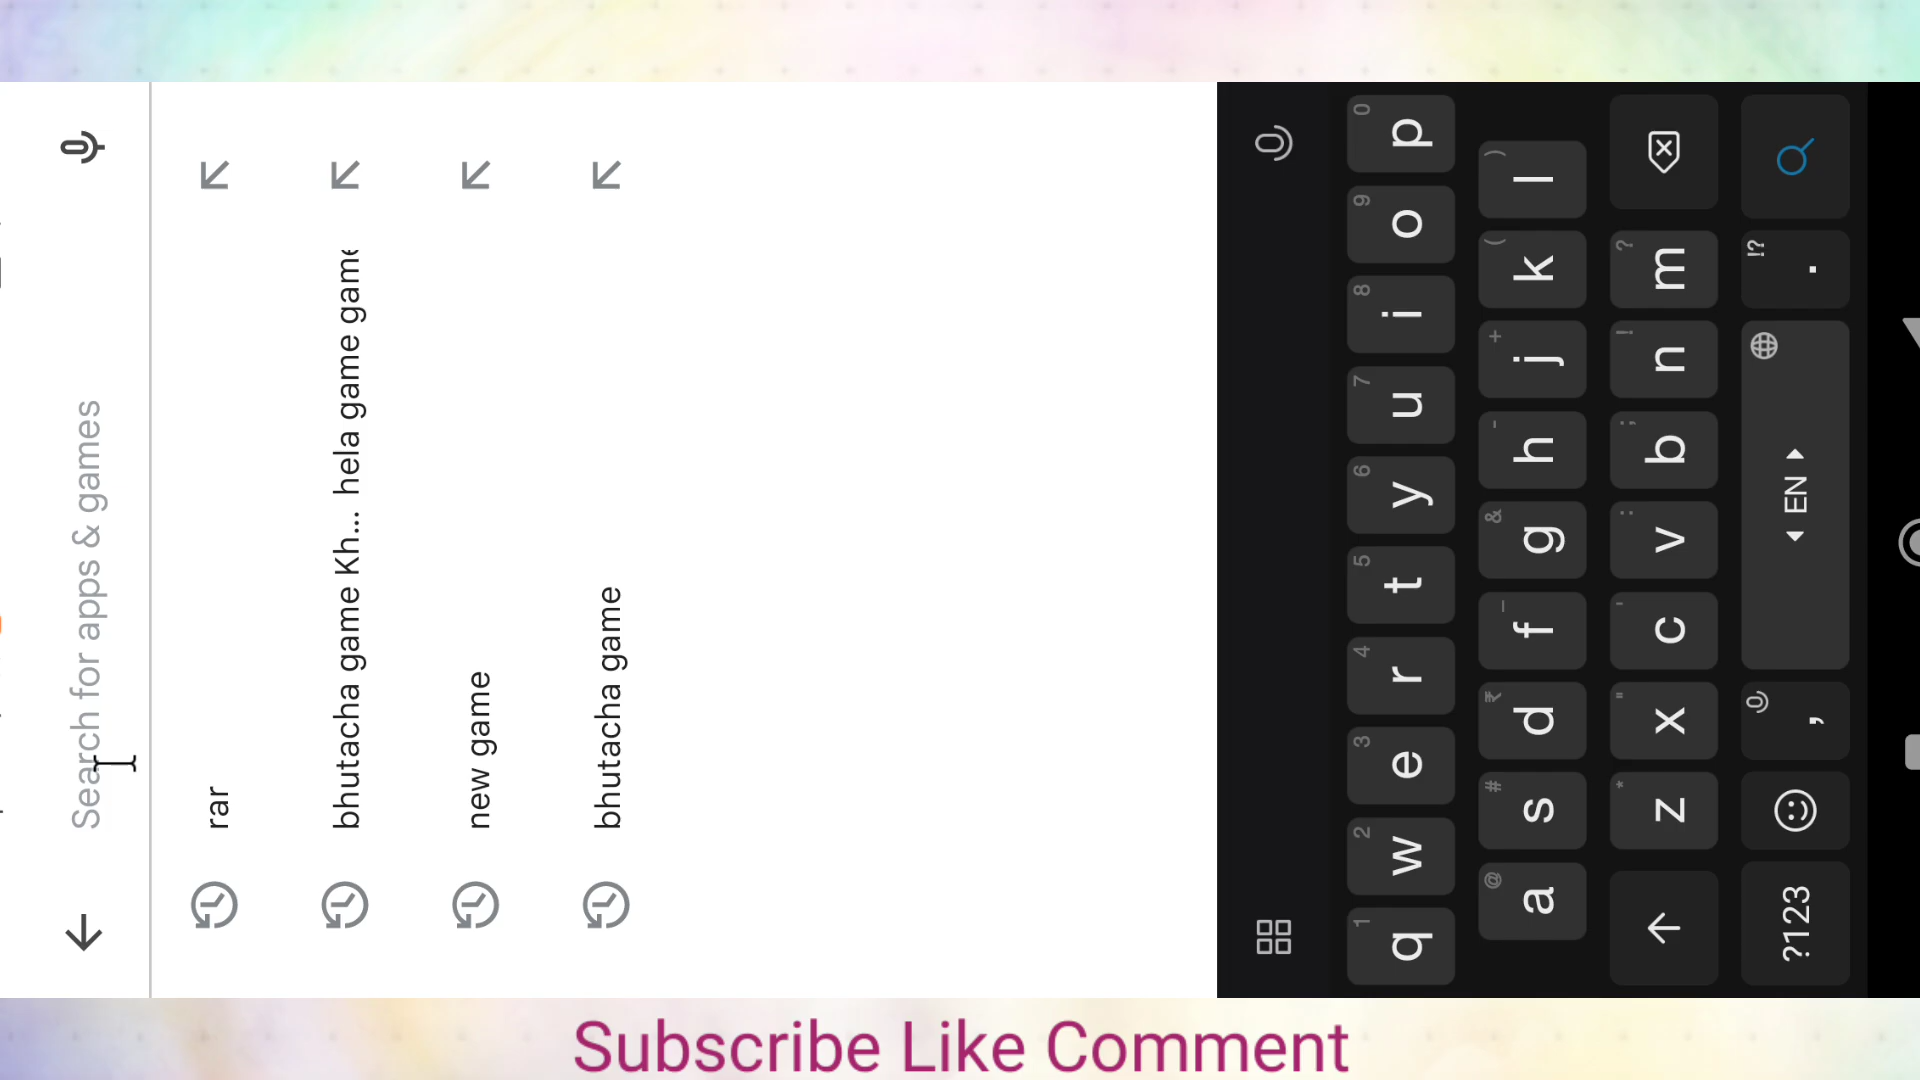 Search for apps & games
rar
bhutacha game Kh... hela game game
new game
bhutacha game
1 2 3 4 5 6 7 8 9 0
q w e r t y u i o p
@ # ₹ _ & - + ( )
a s d f g h j k l
* " ' : ; ! ?
z x c v b n m
!?
?123 , ◂ EN ▸ .
Subscribe Like Comment